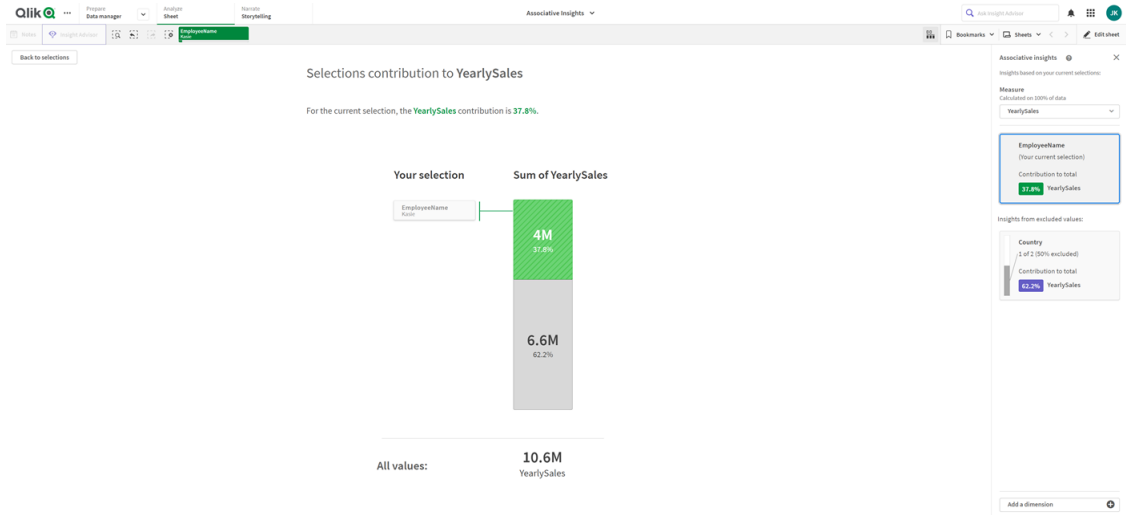 Qlik
Prepare
Data manager
Analyze
Sheet
Narrate
Storytelling
Associative Insights
Ask Insight Advisor
JK
Notes
Insight Advisor
EmployeeName
Kasie
Bookmarks
Sheets
Edit sheet
Back to selections
Selections contribution to YearlySales
For the current selection, the YearlySales contribution is 37.8%.
Your selection
Sum of YearlySales
EmployeeName
Kasie
4M
37.8%
6.6M
62.2%
All values:
10.6M
YearlySales
Associative insights
Insights based on your current selections:
Measure
Calculated on 100% of data
YearlySales
EmployeeName
(Your current selection)
Contribution to total
37.8% YearlySales
Insights from excluded values:
Country
1 of 2 (50% excluded)
Contribution to total
62.2% YearlySales
Add a dimension